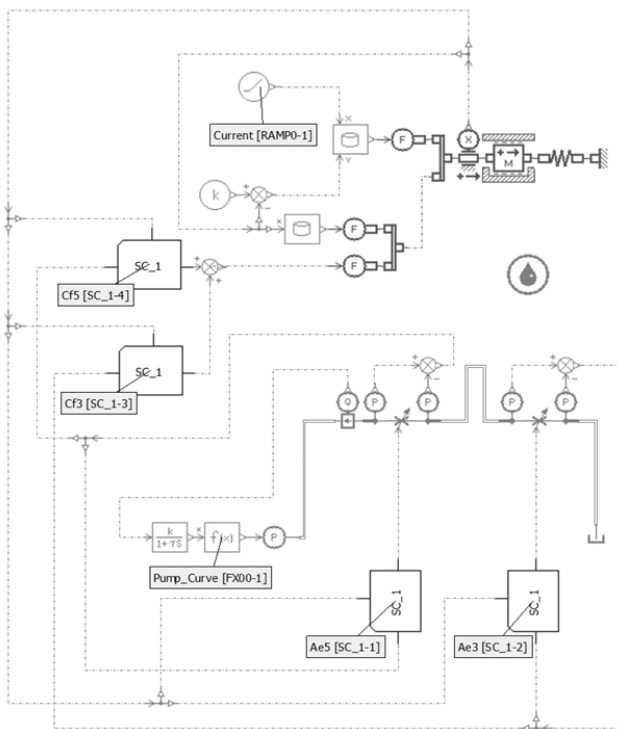 X
Current [RAMP0-1]
F
X
Y
M
k
x
F
SC_1
F
Cf5 [SC_1-4]
SC_1
Cf3 [SC_1-3]
Q
P
P
P
P
k
1+τs
x
f(x)
P
Pump_Curve [FX00-1]
SC_1
SC_1
Ae5 [SC_1-1]
Ae3 [SC_1-2]